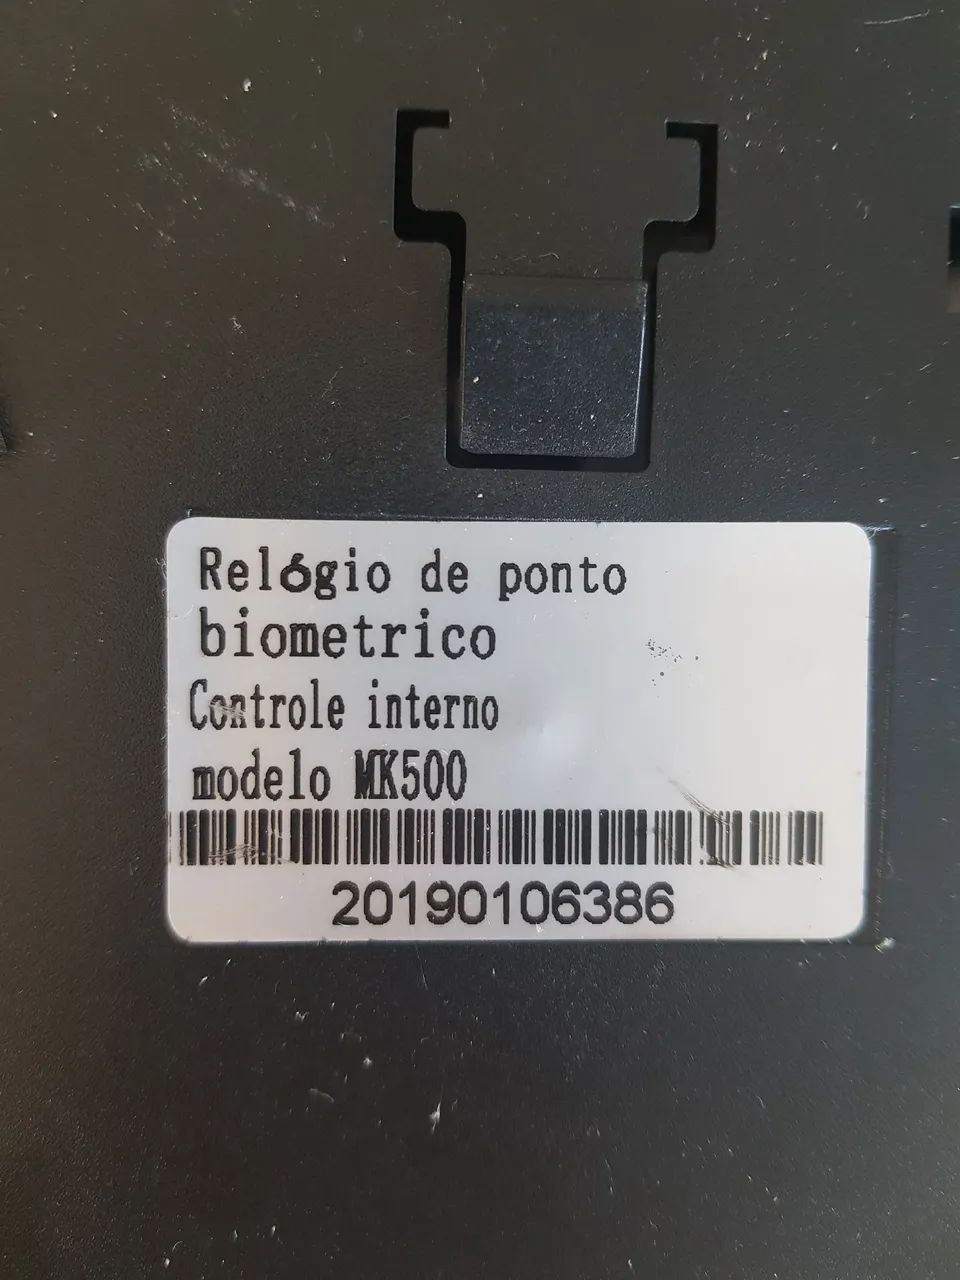 Relógio de ponto
biometrico
Controle interno
modelo MK500
20190106386